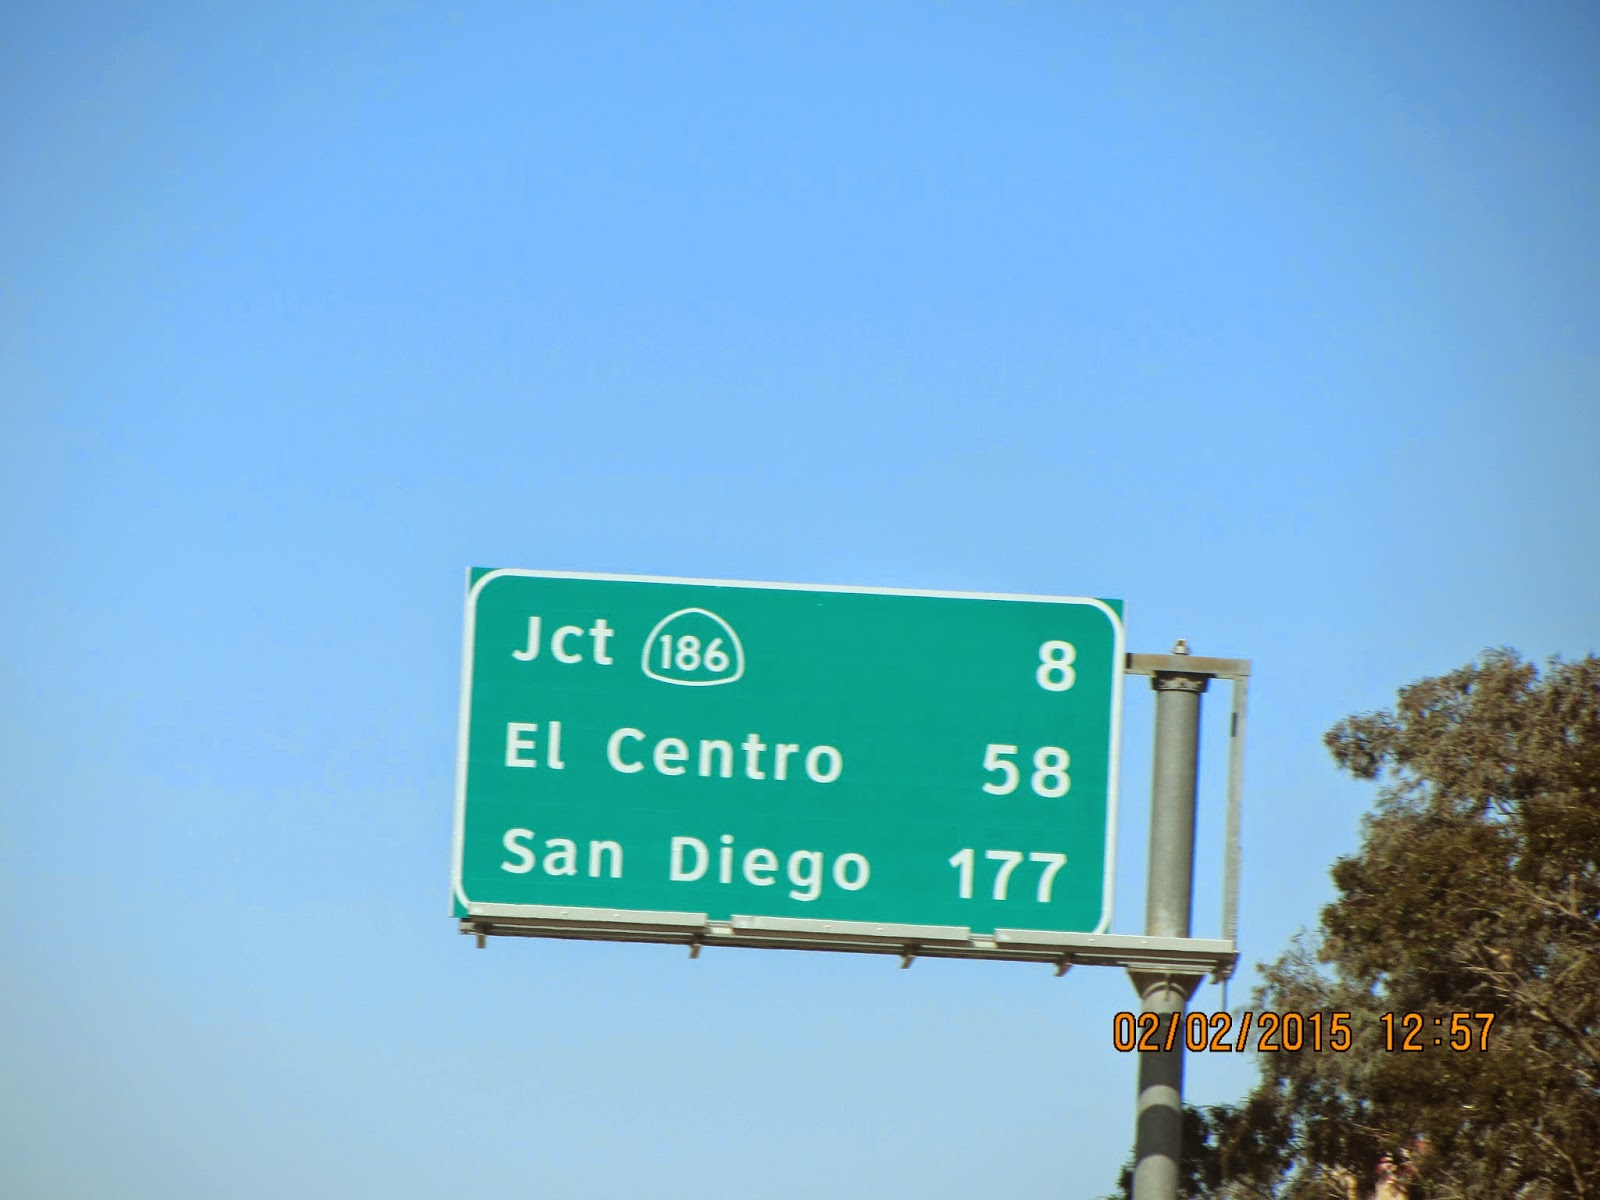 Jct 186 8
El Centro 58
San Diego 177
02/02/2015 12:57